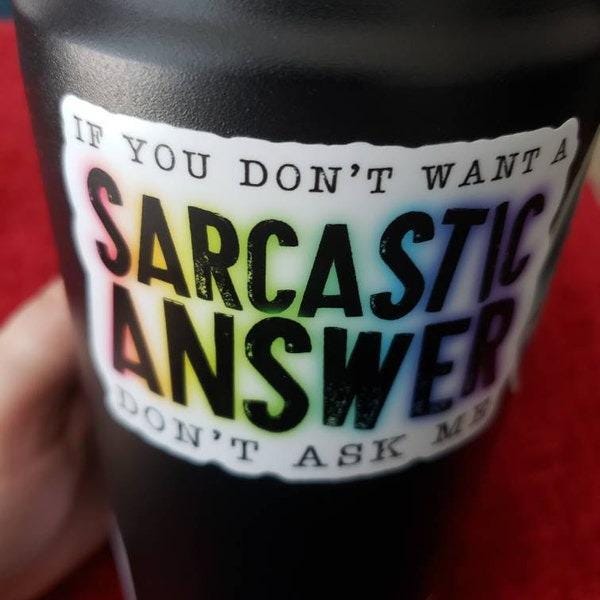 IF YOU DON'T WANT A
SARCASTIC
ANSWER
DON'T ASK ME